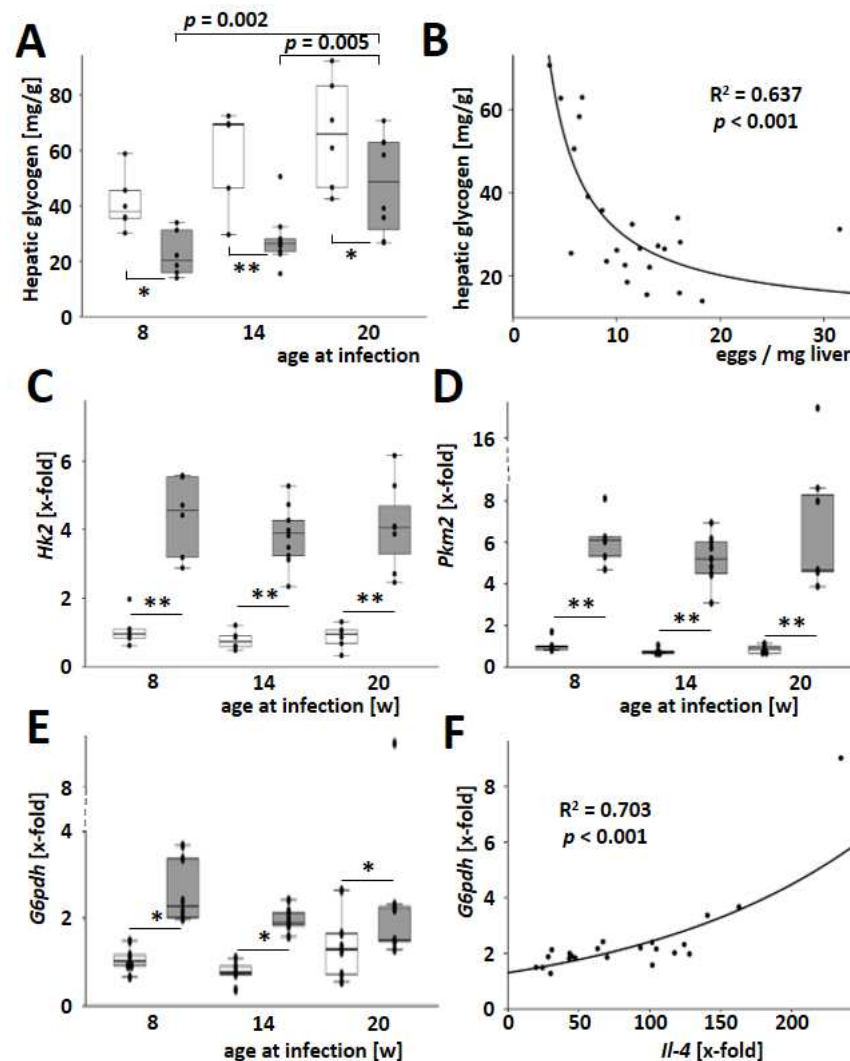 A
p = 0.002
p = 0.005
Hepatic glycogen [mg/g]
80
60
40
20
0
*
**
*
8 14 20
age at infection
B
R² = 0.637
p < 0.001
hepatic glycogen [mg/g]
60
40
20
0 10 20 30
eggs / mg liver
C
Hk2 [x-fold]
6
4
2
0
**
**
**
8 14 20
age at infection [w]
D
Pkm2 [x-fold]
16
8
6
4
2
0
**
**
**
8 14 20
age at infection [w]
E
G6pdh [x-fold]
8
4
2
0
*
*
*
8 14 20
age at infection [w]
F
R² = 0.703
p < 0.001
G6pdh [x-fold]
8
6
4
2
0
0 50 100 150 200
Il-4 [x-fold]